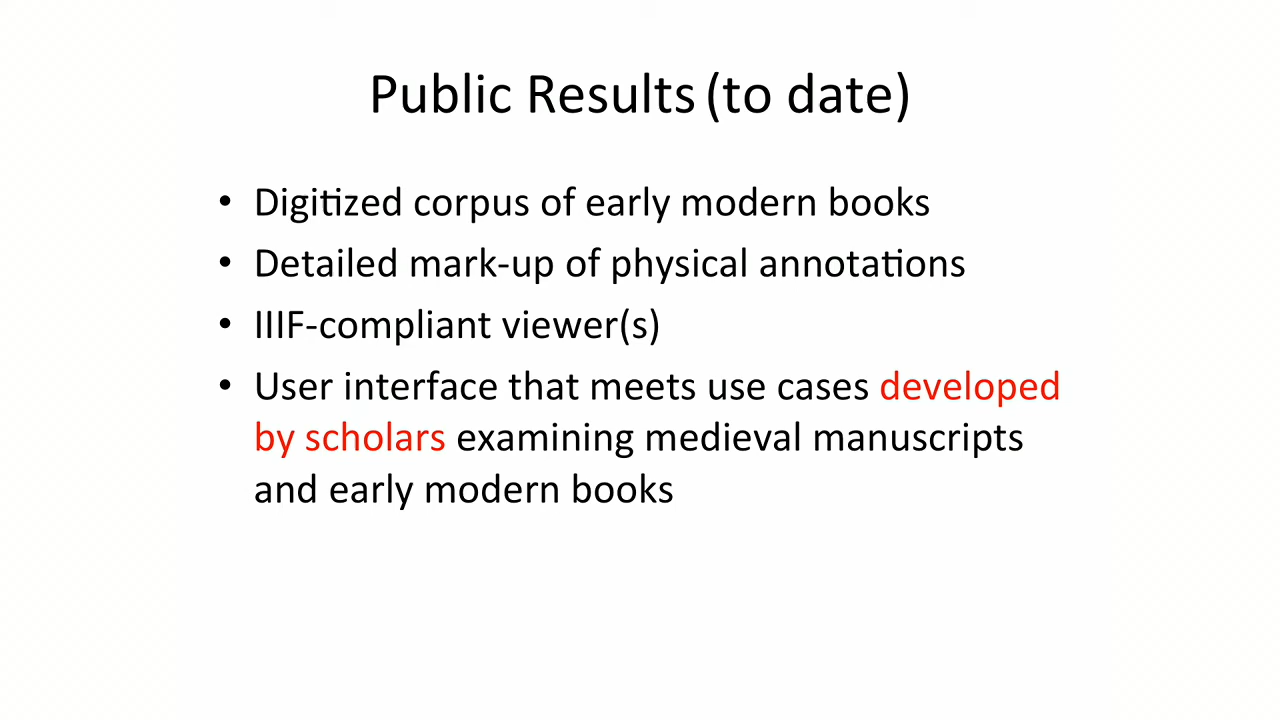 Public Results (to date)
• Digitized corpus of early modern books
• Detailed mark-up of physical annotations
• IIIF-compliant viewer(s)
• User interface that meets use cases developed
by scholars examining medieval manuscripts
and early modern books